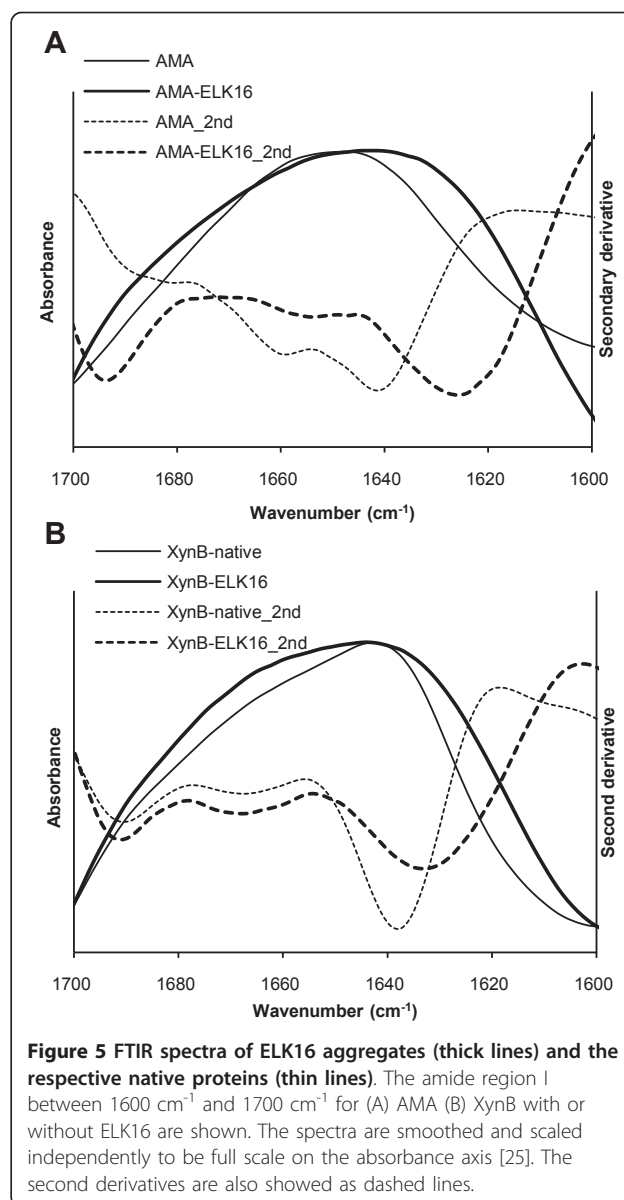 A
AMA
AMA-ELK16
AMA_2nd
AMA-ELK16_2nd
Absorbance
Secondary derivative
1700 1680 1660 1640 1620 1600
Wavenumber (cm-1)
B
XynB-native
XynB-ELK16
XynB-native_2nd
XynB-ELK16_2nd
Absorbance
Second derivative
1700 1680 1660 1640 1620 1600
Wavenumber (cm-1)
Figure 5 FTIR spectra of ELK16 aggregates (thick lines) and the
respective native proteins (thin lines). The amide region I
between 1600 cm-1 and 1700 cm-1 for (A) AMA (B) XynB with or
without ELK16 are shown. The spectra are smoothed and scaled
independently to be full scale on the absorbance axis [25]. The
second derivatives are also showed as dashed lines.